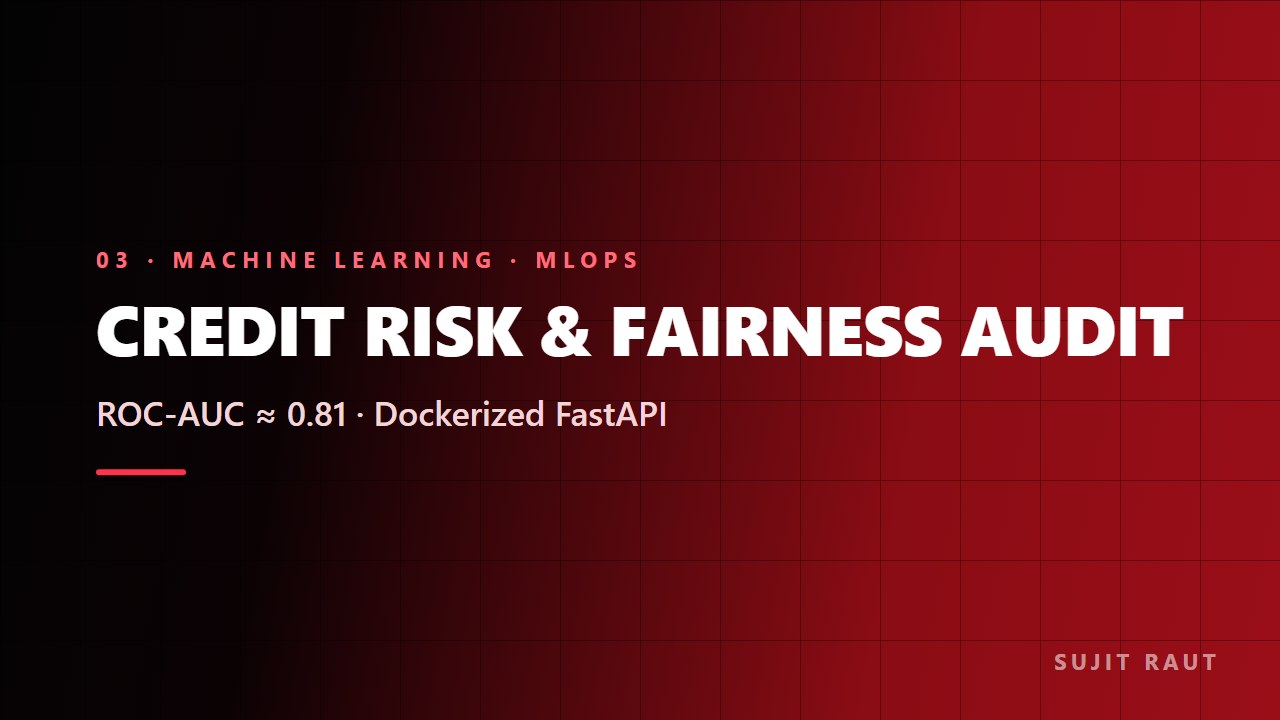 03 · MACHINE LEARNING · MLOPS
CREDIT RISK & FAIRNESS AUDIT
ROC-AUC ≈ 0.81 · Dockerized FastAPI
SUJIT RAUT